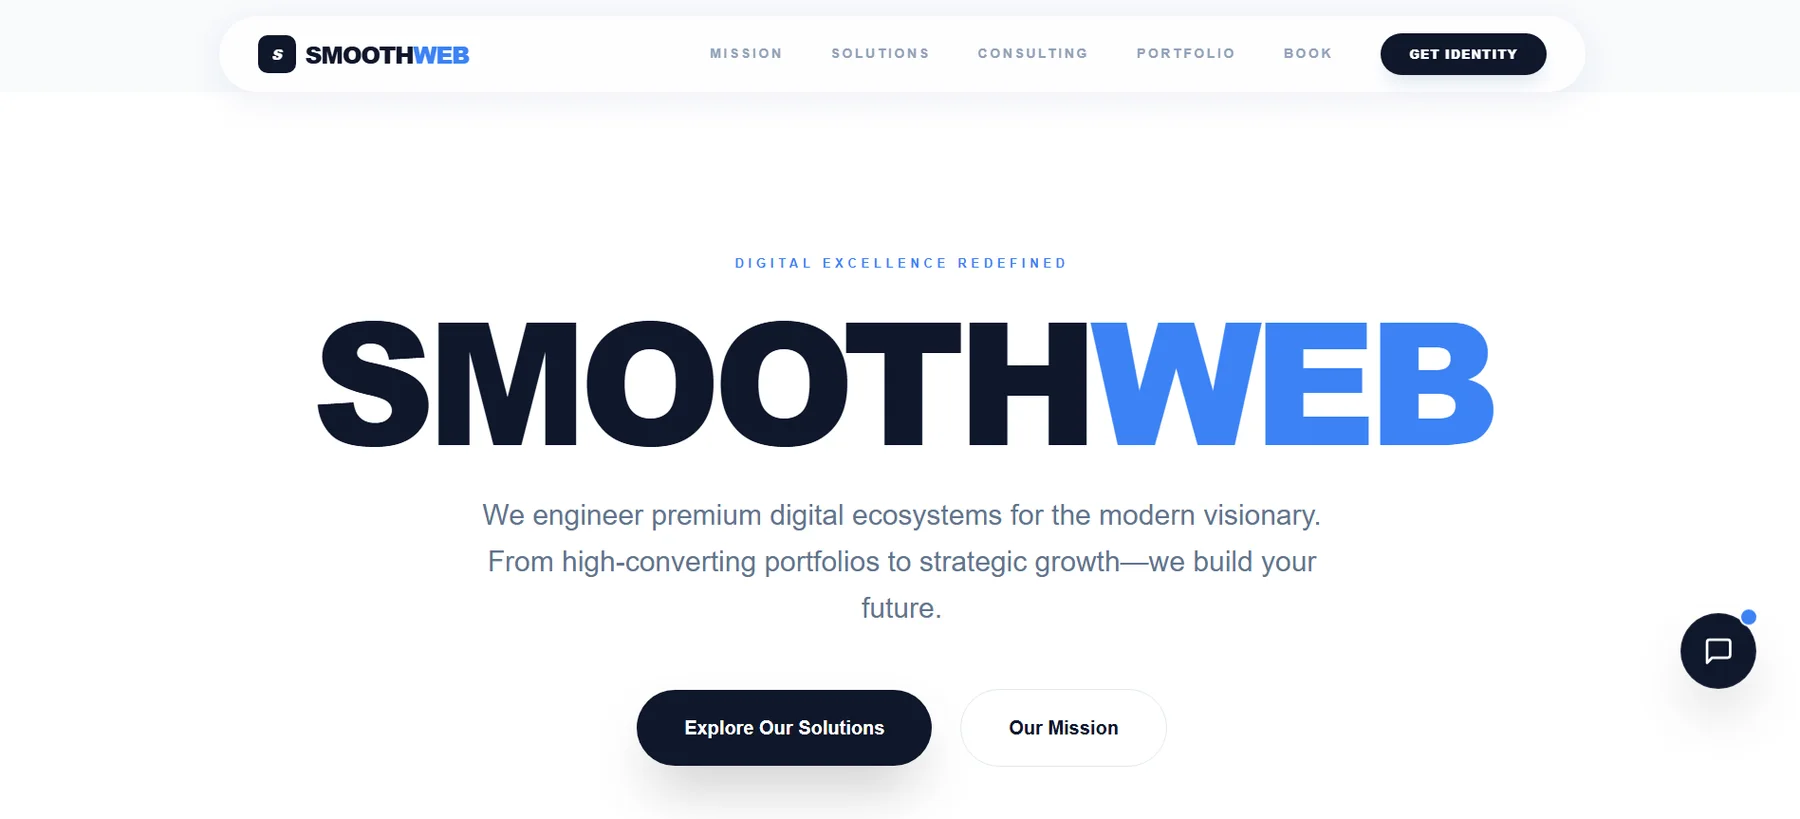 S SMOOTHWEB MISSION SOLUTIONS CONSULTING PORTFOLIO BOOK GET IDENTITY
DIGITAL EXCELLENCE REDEFINED
SMOOTHWEB
We engineer premium digital ecosystems for the modern visionary.
From high-converting portfolios to strategic growth—we build your
future.
Explore Our Solutions Our Mission